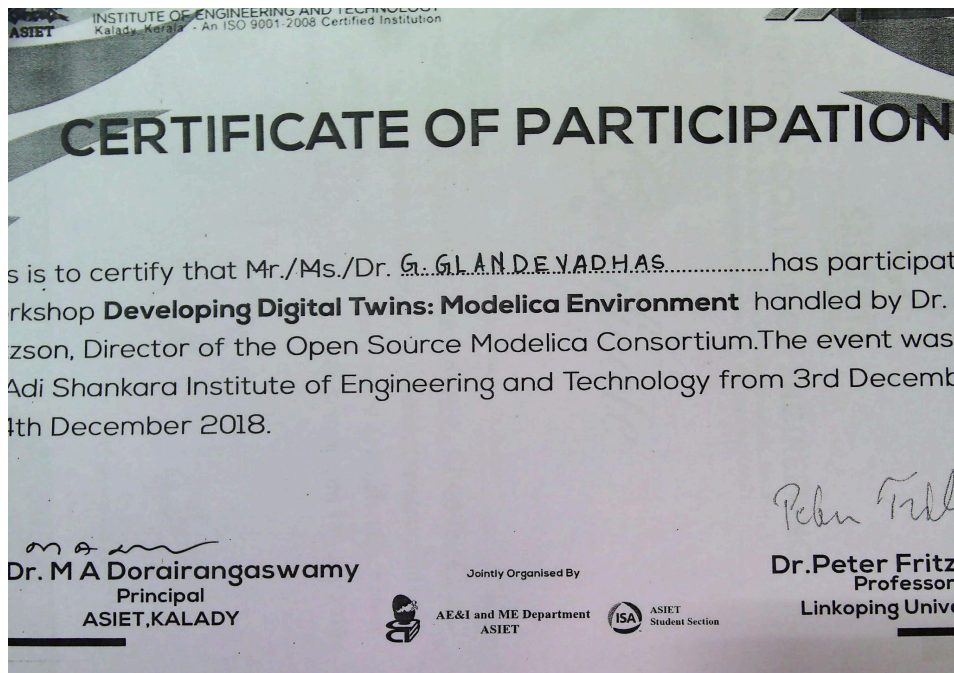 ASIET
INSTITUTE OF ENGINEERING AND TECHNOLOGY
Kalady, Kerala - An ISO 9001-2008 Certified Institution
CERTIFICATE OF PARTICIPATION
s is to certify that Mr./Ms./Dr. G. GLANDEVADHAS ..............has participat
rkshop Developing Digital Twins: Modelica Environment handled by Dr.
zson, Director of the Open Source Modelica Consortium.The event was
Adi Shankara Institute of Engineering and Technology from 3rd Decemb
4th December 2018.
Dr. M A Dorairangaswamy
Principal
ASIET,KALADY
Jointly Organised By
AE&I and ME Department
ASIET
ISA
ASIET
Student Section
Dr.Peter Fritz
Professor
Linkoping Unive